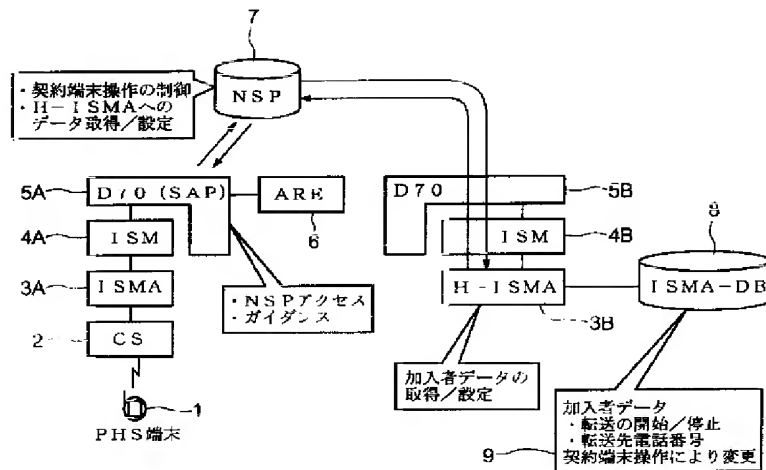 7
NSP
・契約端末操作の制御
・H-ISMAへの
データ取得/設定
5A
D70(SAP)
ARE
6
D70
5B
4A
ISM
ISM
4B
8
3A
ISMA
H-ISMA
3B
ISMA-DB
・NSPアクセス
・ガイダンス
2
CS
加入者データの
取得/設定
1
PHS端末
加入者データ
・転送の開始/停止
・転送先電話番号
契約端末操作により変更
9